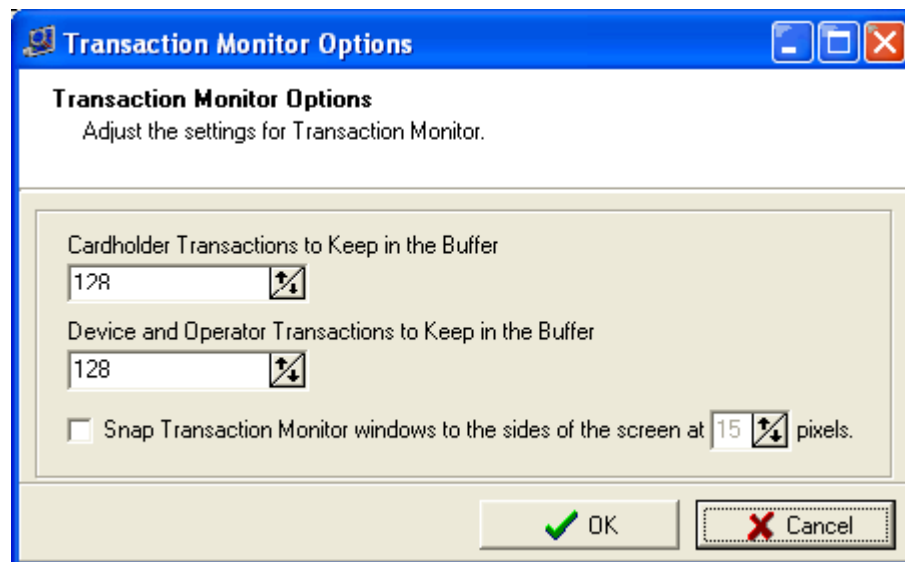 Transaction Monitor Options
Transaction Monitor Options
Adjust the settings for Transaction Monitor.
Cardholder Transactions to Keep in the Buffer
128
Device and Operator Transactions to Keep in the Buffer
128
Snap Transaction Monitor windows to the sides of the screen at 15 pixels.
OK Cancel